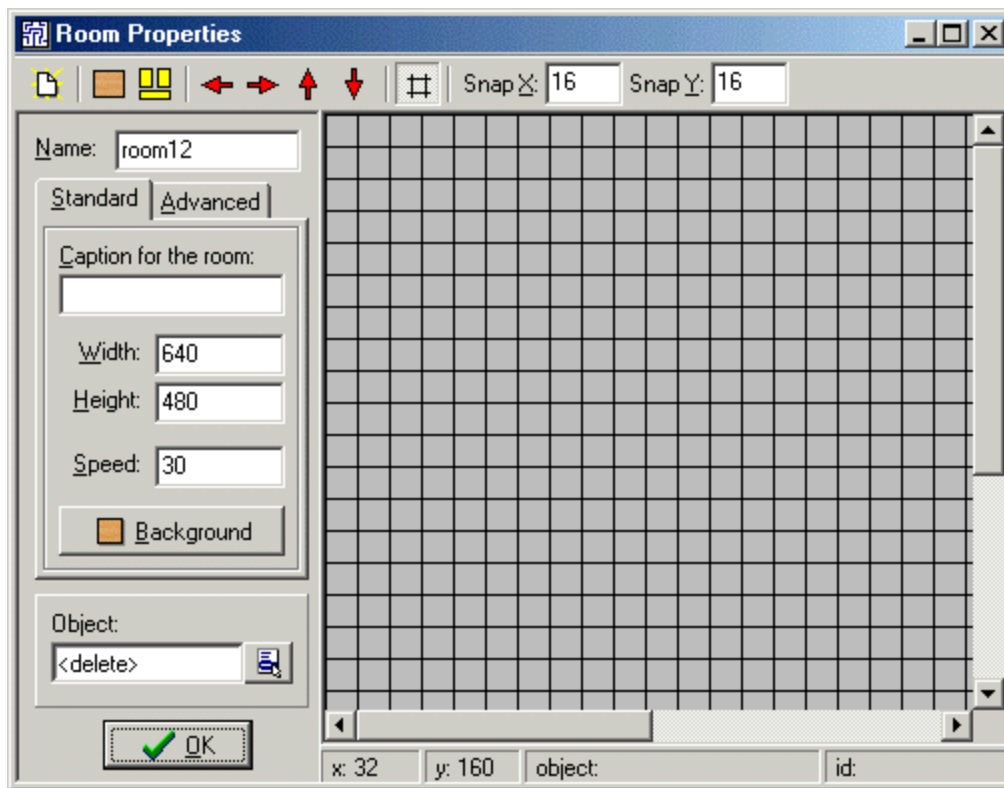 Room Properties
Snap X: 16 Snap Y: 16
Name: room12
Standard Advanced
Caption for the room:
Width: 640
Height: 480
Speed: 30
Background
Object:
<delete>
OK
x: 32 y: 160 object: id: